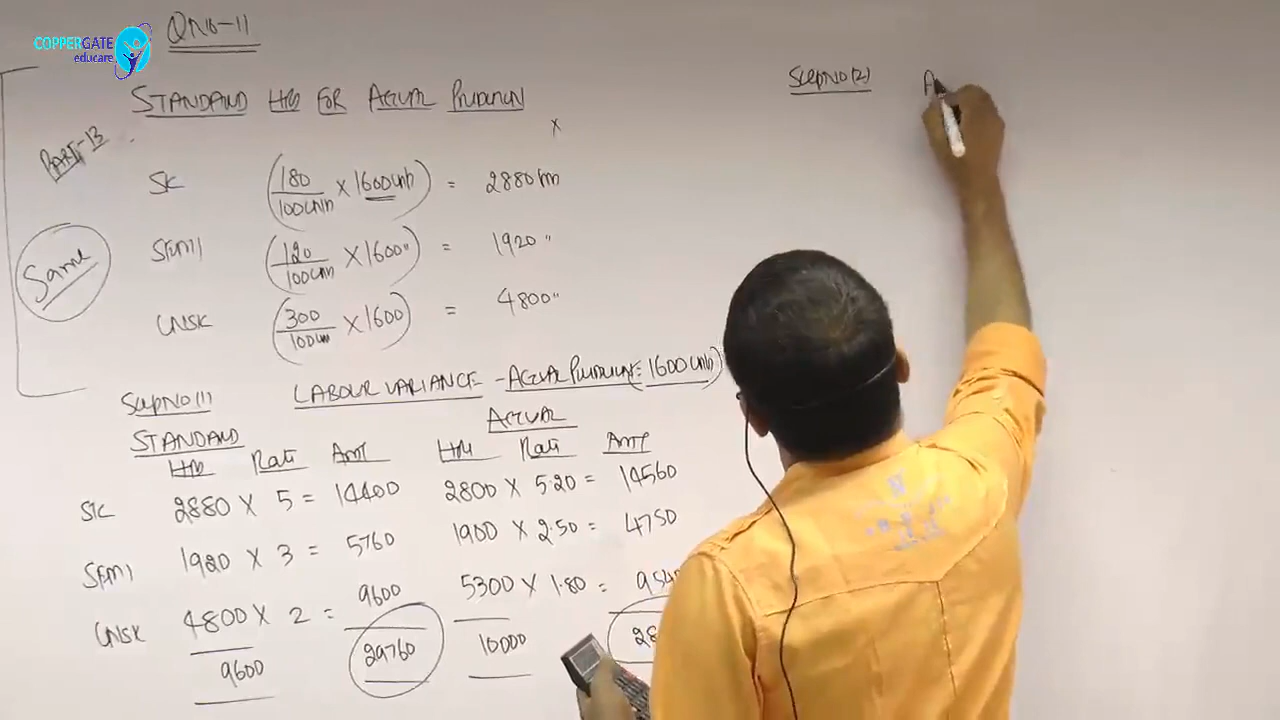 COPPERGATE
educare
QNo-11
STANDARD HRS FOR ACTUAL PRODUCTION
PART-13
x
SK (180/100 units × 1600 units) = 2880 hrs
SEMI (120/100 units × 1600 ") = 1920 "
Same
UNSK (300/100 units × 1600) = 4800 "
LABOUR VARIANCE - ACTUAL PRODUCTION = 1600 units
Step No (1)
STANDARD ACTUAL
Hrs Rate Amt Hrs Rate Amt
SK 2880 × 5 = 14400 2800 × 5.20 = 14560
SEMI 1920 × 3 = 5760 1900 × 2.50 = 4750
UNSK 4800 × 2 = 9600 5300 × 1.80 = 954
9600 29760 10000 28
Step No (2) A